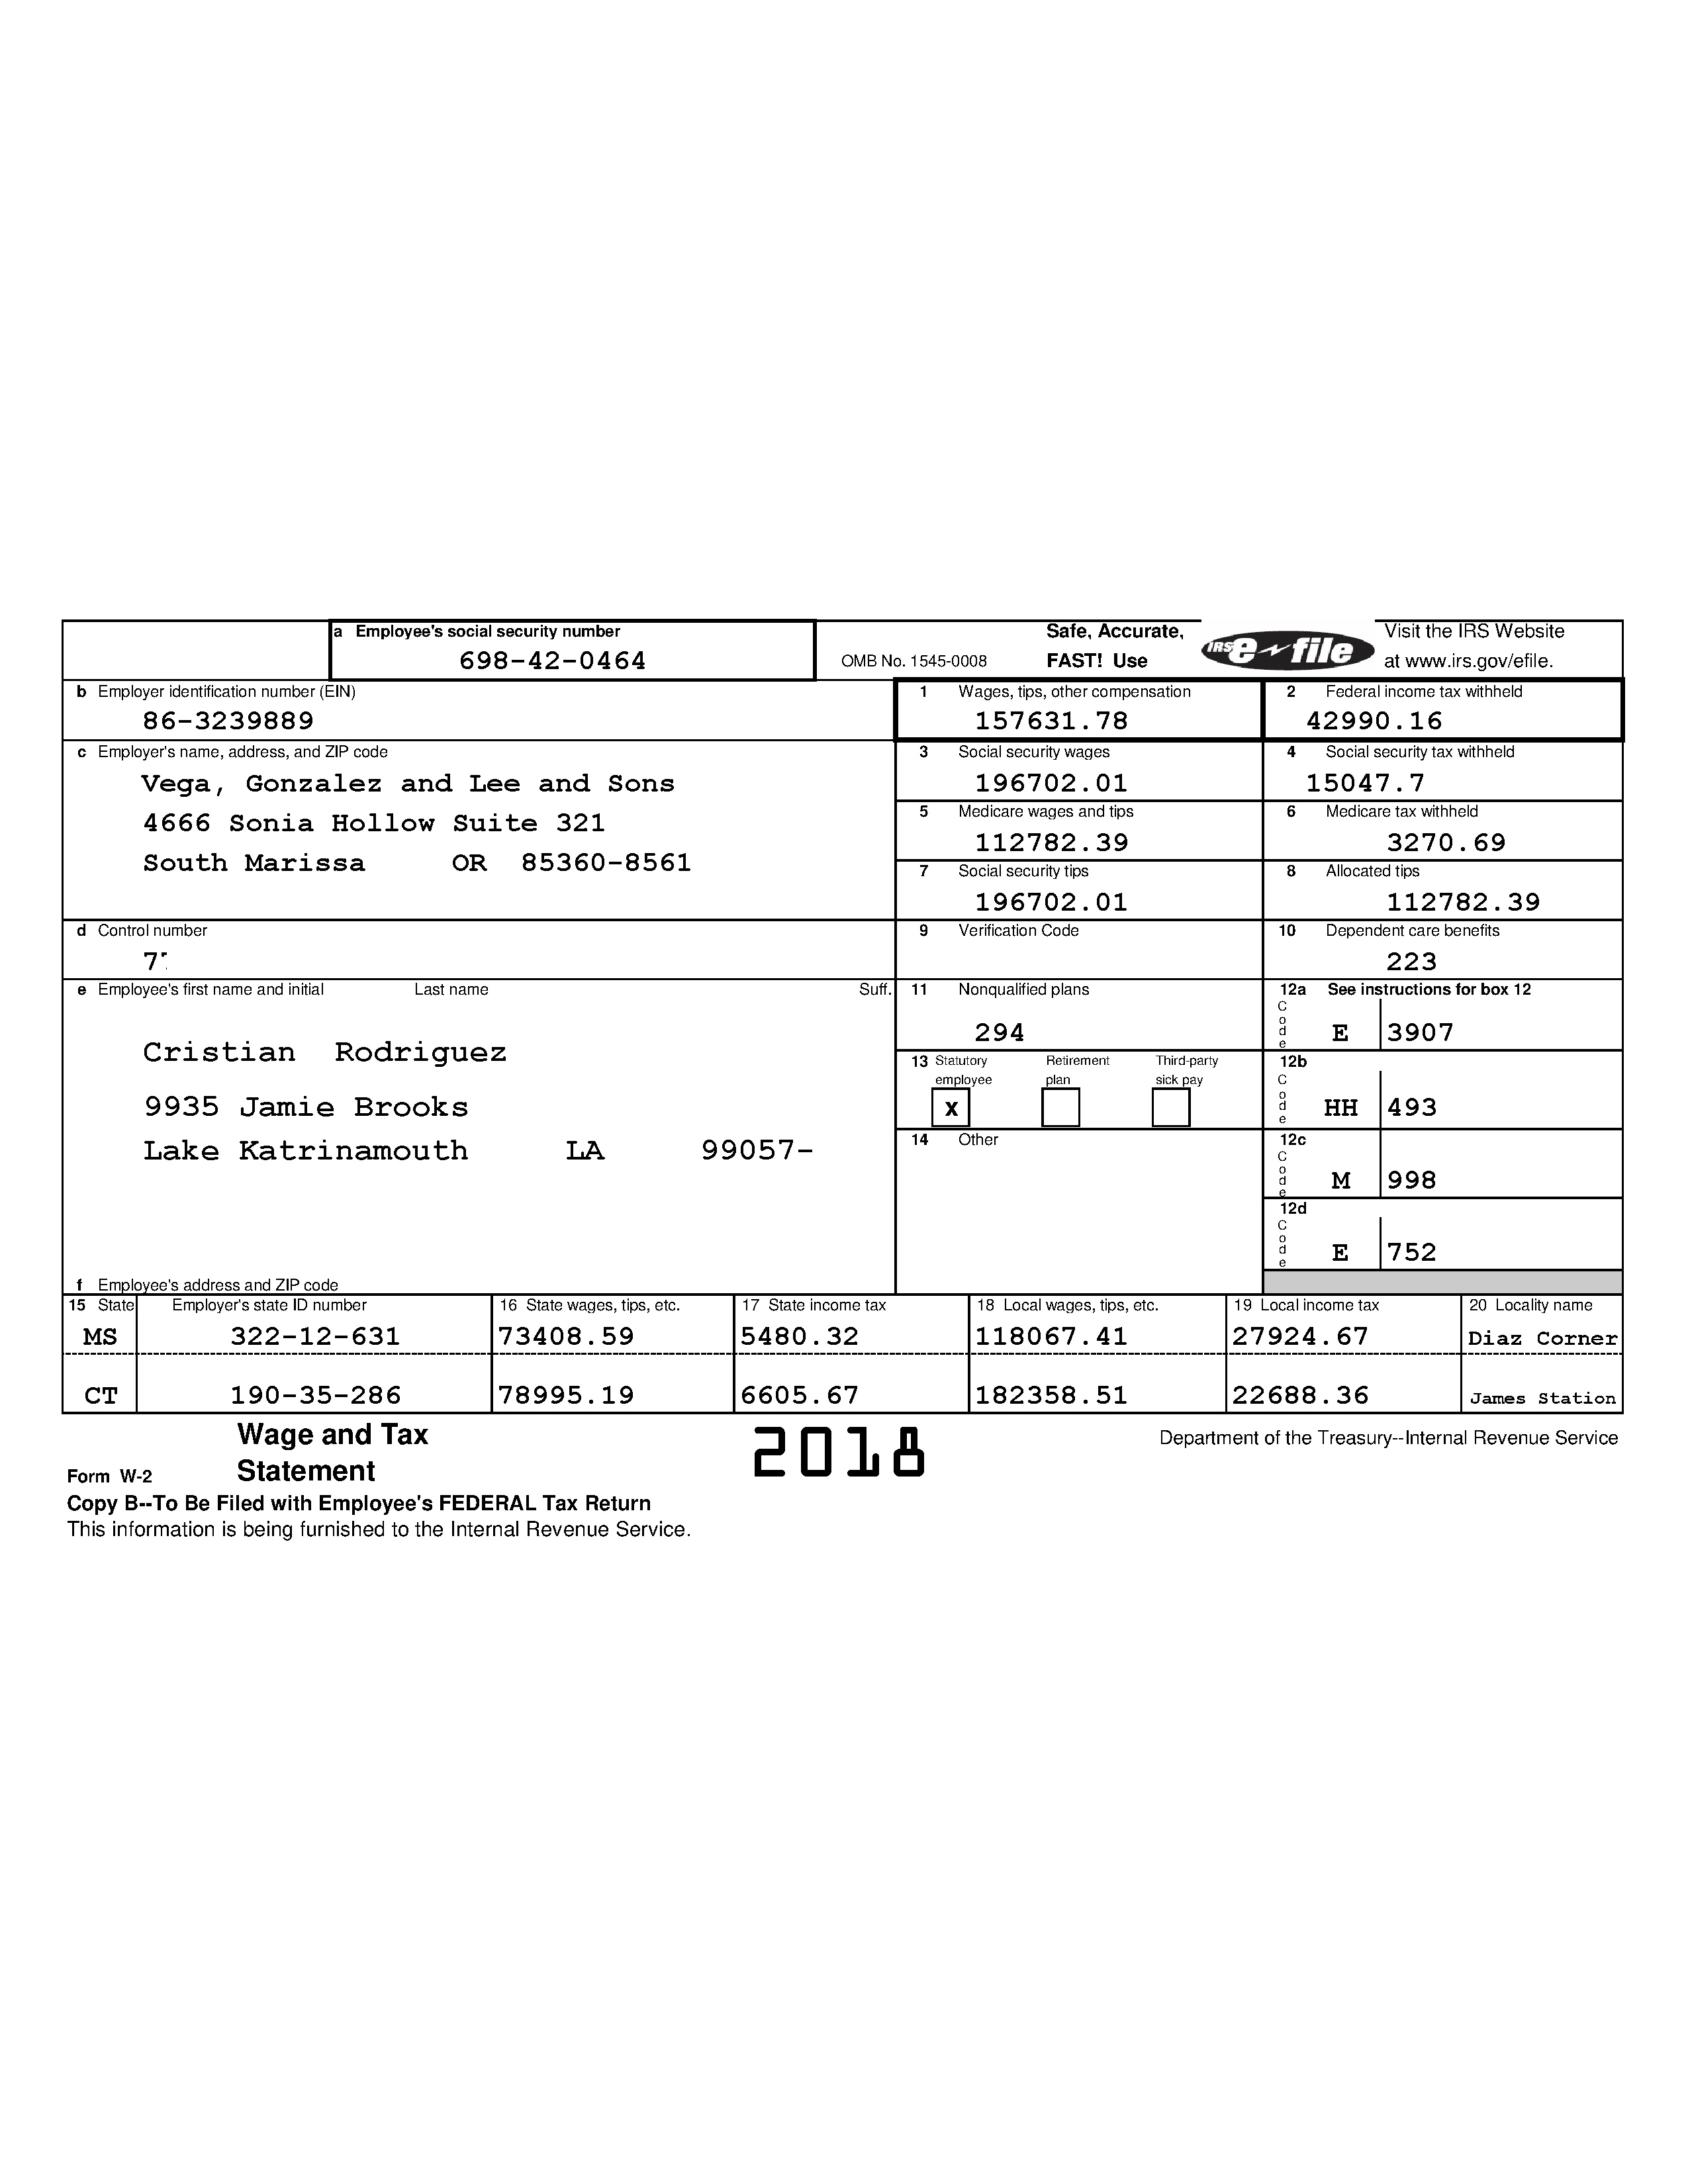 a Employee's social security number
698-42-0464
OMB No. 1545-0008
Safe, Accurate,
FAST! Use
IRS e file
Visit the IRS Website
at www.irs.gov/efile.
b Employer identification number (EIN)
86-3239889
1 Wages, tips, other compensation
157631.78
2 Federal income tax withheld
42990.16
c Employer's name, address, and ZIP code
Vega, Gonzalez and Lee and Sons
4666 Sonia Hollow Suite 321
South Marissa OR 85360-8561
3 Social security wages
196702.01
4 Social security tax withheld
15047.7
5 Medicare wages and tips
112782.39
6 Medicare tax withheld
3270.69
7 Social security tips
196702.01
8 Allocated tips
112782.39
d Control number
9 Verification Code
10 Dependent care benefits
223
e Employee's first name and initial Last name Suff.
Cristian Rodriguez
9935 Jamie Brooks
Lake Katrinamouth LA 99057-
f Employee's address and ZIP code
11 Nonqualified plans
294
12a See instructions for box 12
Code E 3907
13 Statutory employee Retirement plan Third-party sick pay
X
12b
Code HH 493
14 Other
12c
Code M 998
12d
Code E 752
15 State Employer's state ID number 16 State wages, tips, etc. 17 State income tax 18 Local wages, tips, etc. 19 Local income tax 20 Locality name
MS 322-12-631 73408.59 5480.32 118067.41 27924.67 Diaz Corner
CT 190-35-286 78995.19 6605.67 182358.51 22688.36 James Station
Form W-2
Wage and Tax
Statement
2018
Department of the Treasury--Internal Revenue Service
Copy B--To Be Filed with Employee's FEDERAL Tax Return
This information is being furnished to the Internal Revenue Service.